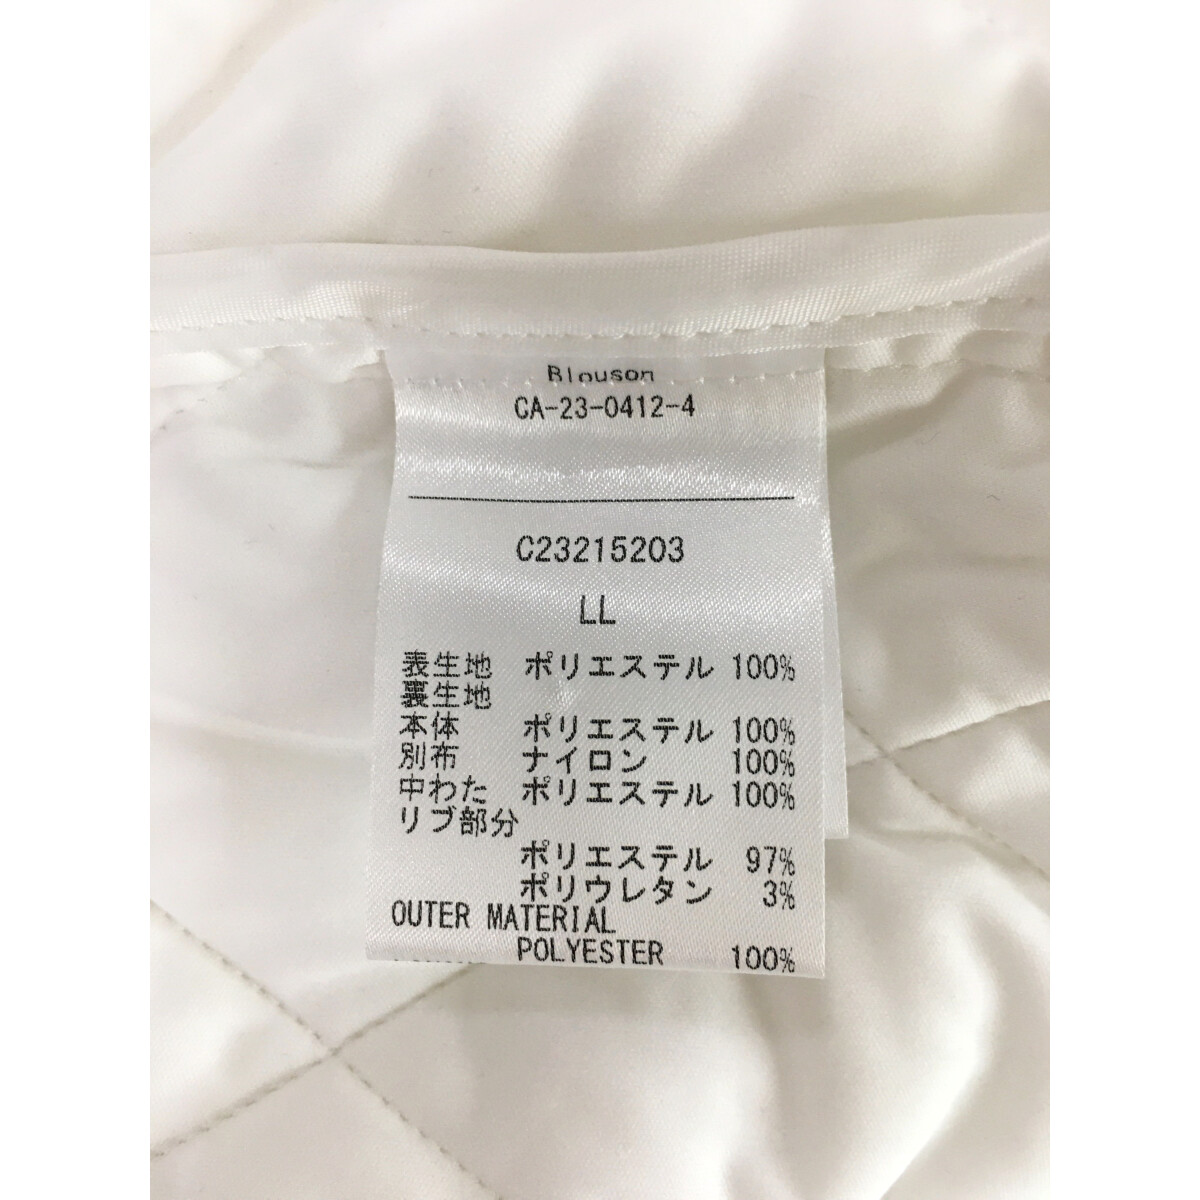 Blouson
CA-23-0412-4
C23215203
LL
表生地 ポリエステル 100%
裏生地
本体 ポリエステル 100%
別布 ナイロン 100%
中わた ポリエステル 100%
リブ部分
ポリエステル 97%
ポリウレタン 3%
OUTER MATERIAL
POLYESTER 100%